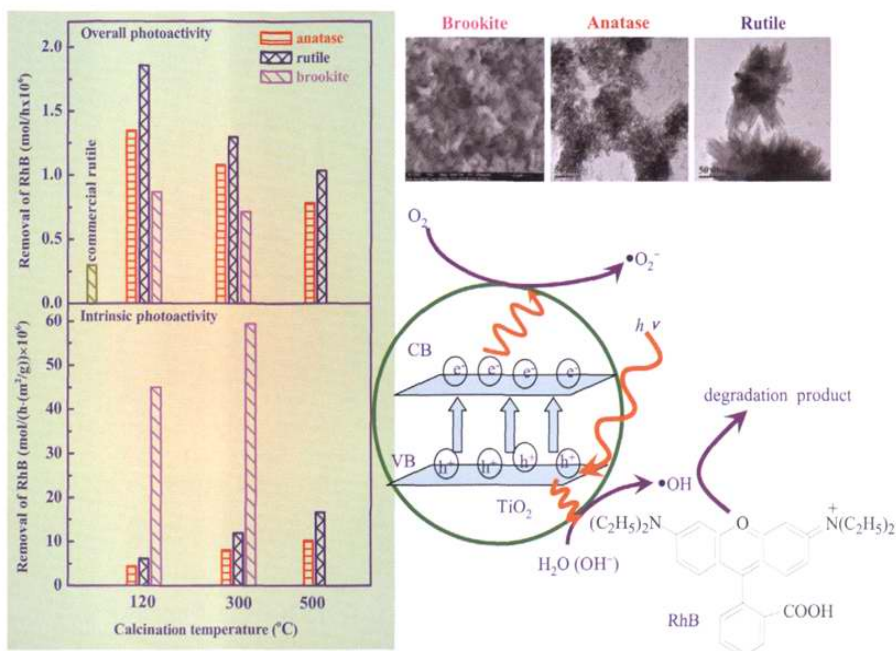 Overall photoactivity
anatase
rutile
brookite
commercial rutile
Removal of RhB (mol/h×10⁶)
2.0
1.5
1.0
0.5
0.0
Intrinsic photoactivity
Removal of RhB (mol/(h·(m²/g))×10⁶)
60
50
40
30
20
10
0
120
300
500
Calcination temperature (°C)
Brookite
Anatase
Rutile
O₂
•O₂⁻
hν
CB
e⁻
e⁻
e⁻
e⁻
VB
h⁺
h⁺
h⁺
h⁺
TiO₂
•OH
H₂O (OH⁻)
degradation product
(C₂H₅)₂N
O
N(C₂H₅)₂
+
COOH
RhB